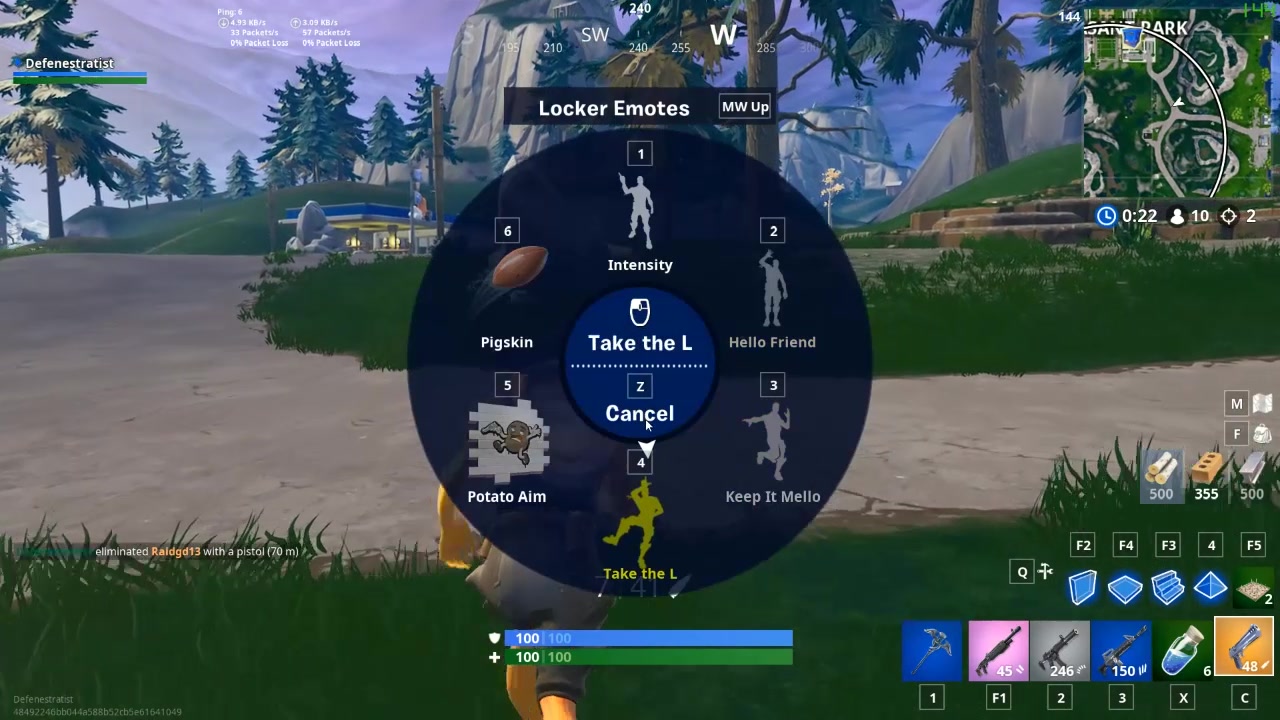 Ping: 6
4.93 KB/s 3.09 KB/s
33 Packets/s 57 Packets/s
0% Packet Loss 0% Packet Loss
Defenestratist
240
S SW W
195 210 240 255 285 300
144
PARK
0:22 10 2
Locker Emotes MW Up
1
Intensity
6
Pigskin
2
Hello Friend
Take the L
Z
Cancel
5
Potato Aim
3
Keep It Mello
4
Take the L
M
F
500 355 500
eliminated Raidgd13 with a pistol (70 m)
F2 F4 F3 4 F5
Q
2
100 | 100
100 | 100
45 246 150 6 48
1 F1 2 3 X C
Defenestratist
48492246bb044a588b52cb5e61641049